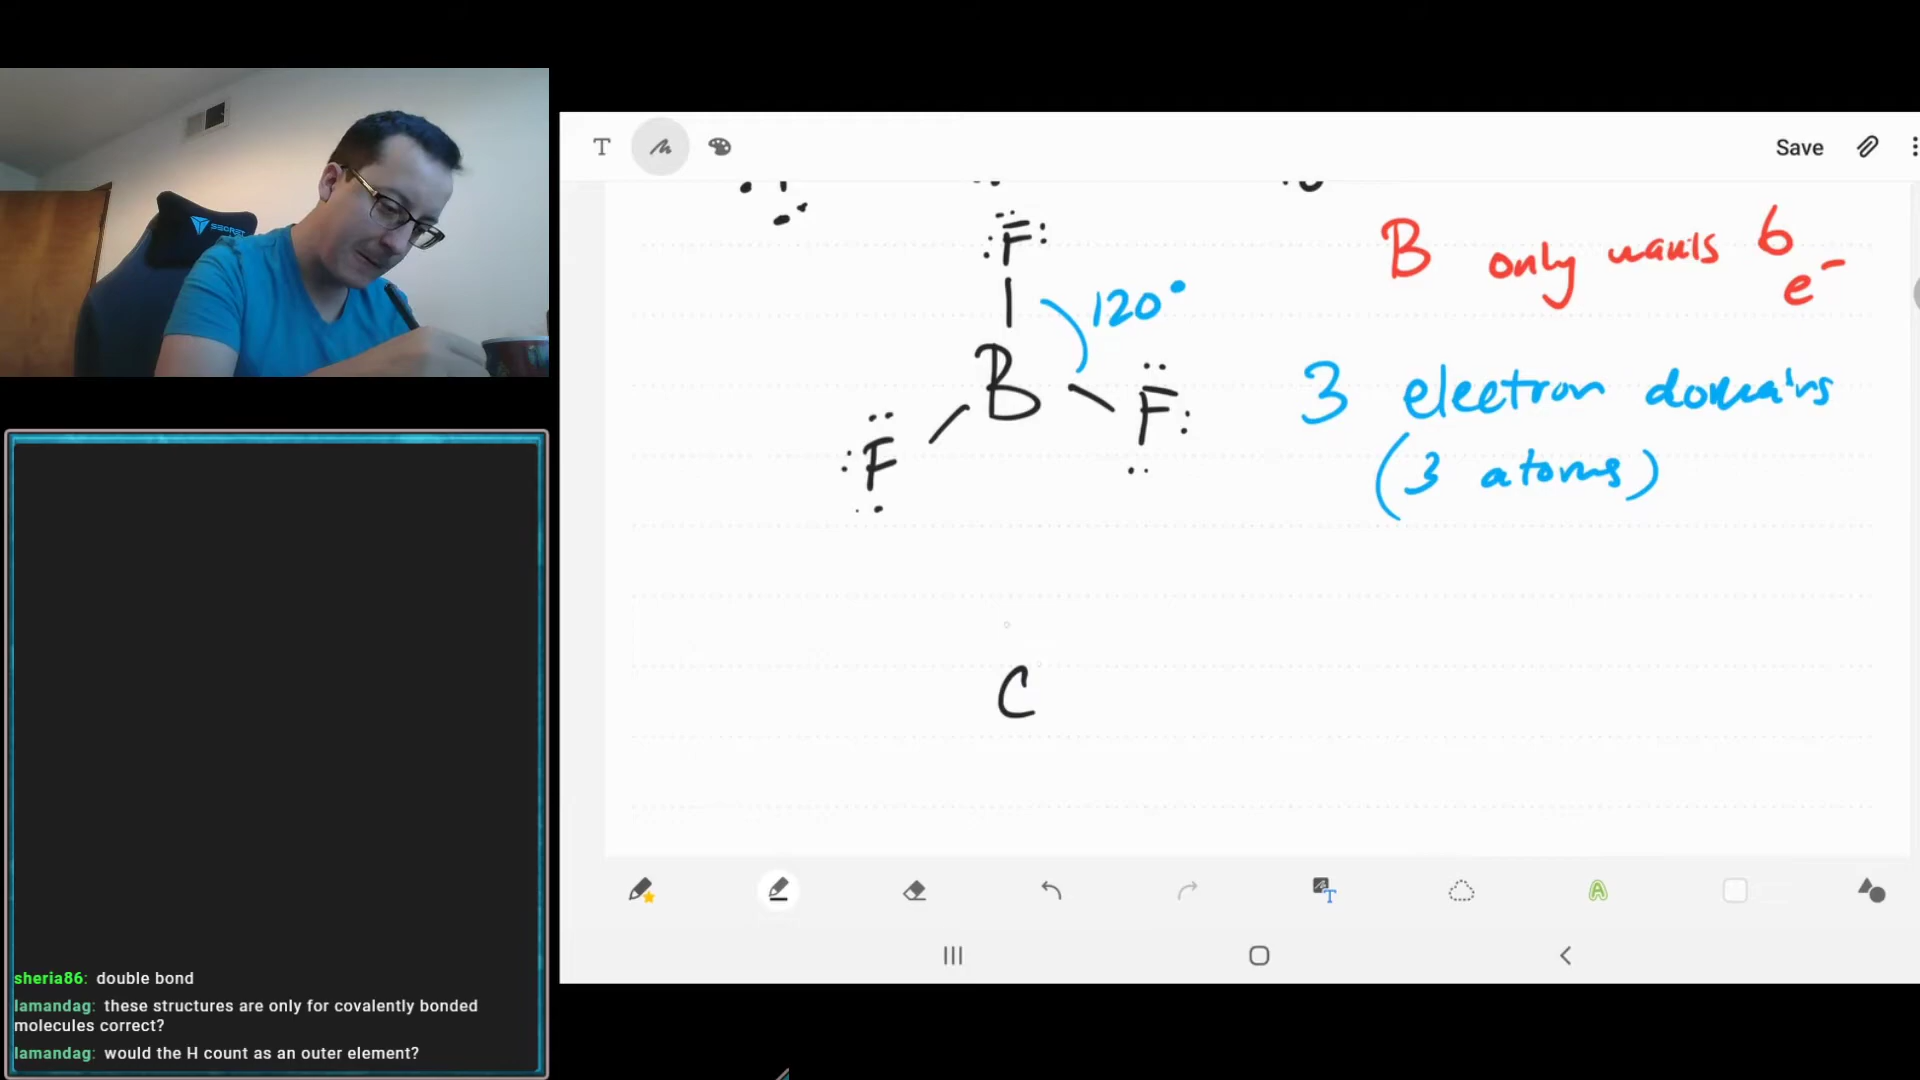 SECRET
T
Save
B only wants 6
e⁻
:F:
120°
B
F:
3 electron domains
:F
(3 atoms)
C
T
A
sheria86: double bond
lamandag: these structures are only for covalently bonded
molecules correct?
lamandag: would the H count as an outer element?